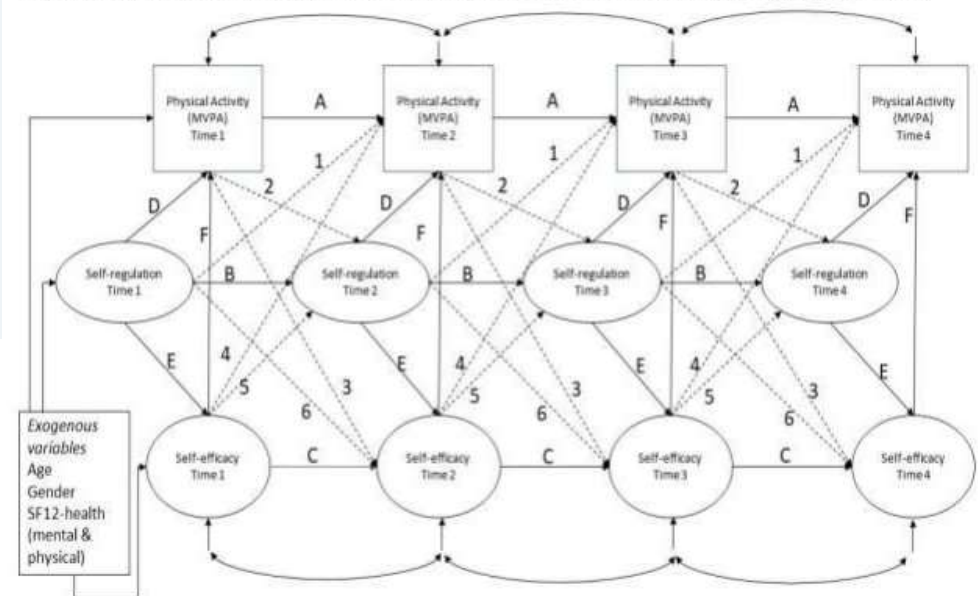 Physical Activity
(MVPA)
Time 1
A
Physical Activity
(MVPA)
Time 2
A
Physical Activity
(MVPA)
Time 3
A
Physical Activity
(MVPA)
Time 4
1
2
1
2
1
2
D
F
D
F
D
F
D
F
Self-regulation
Time 1
B
Self-regulation
Time 2
B
Self-regulation
Time 3
B
Self-regulation
Time 4
E
4
5
6
3
E
4
5
6
3
E
4
5
6
3
E
Exogenous
variables
Age
Gender
SF12-health
(mental &
physical)
Self-efficacy
Time 1
C
Self-efficacy
Time 2
C
Self-efficacy
Time 3
C
Self-efficacy
Time 4